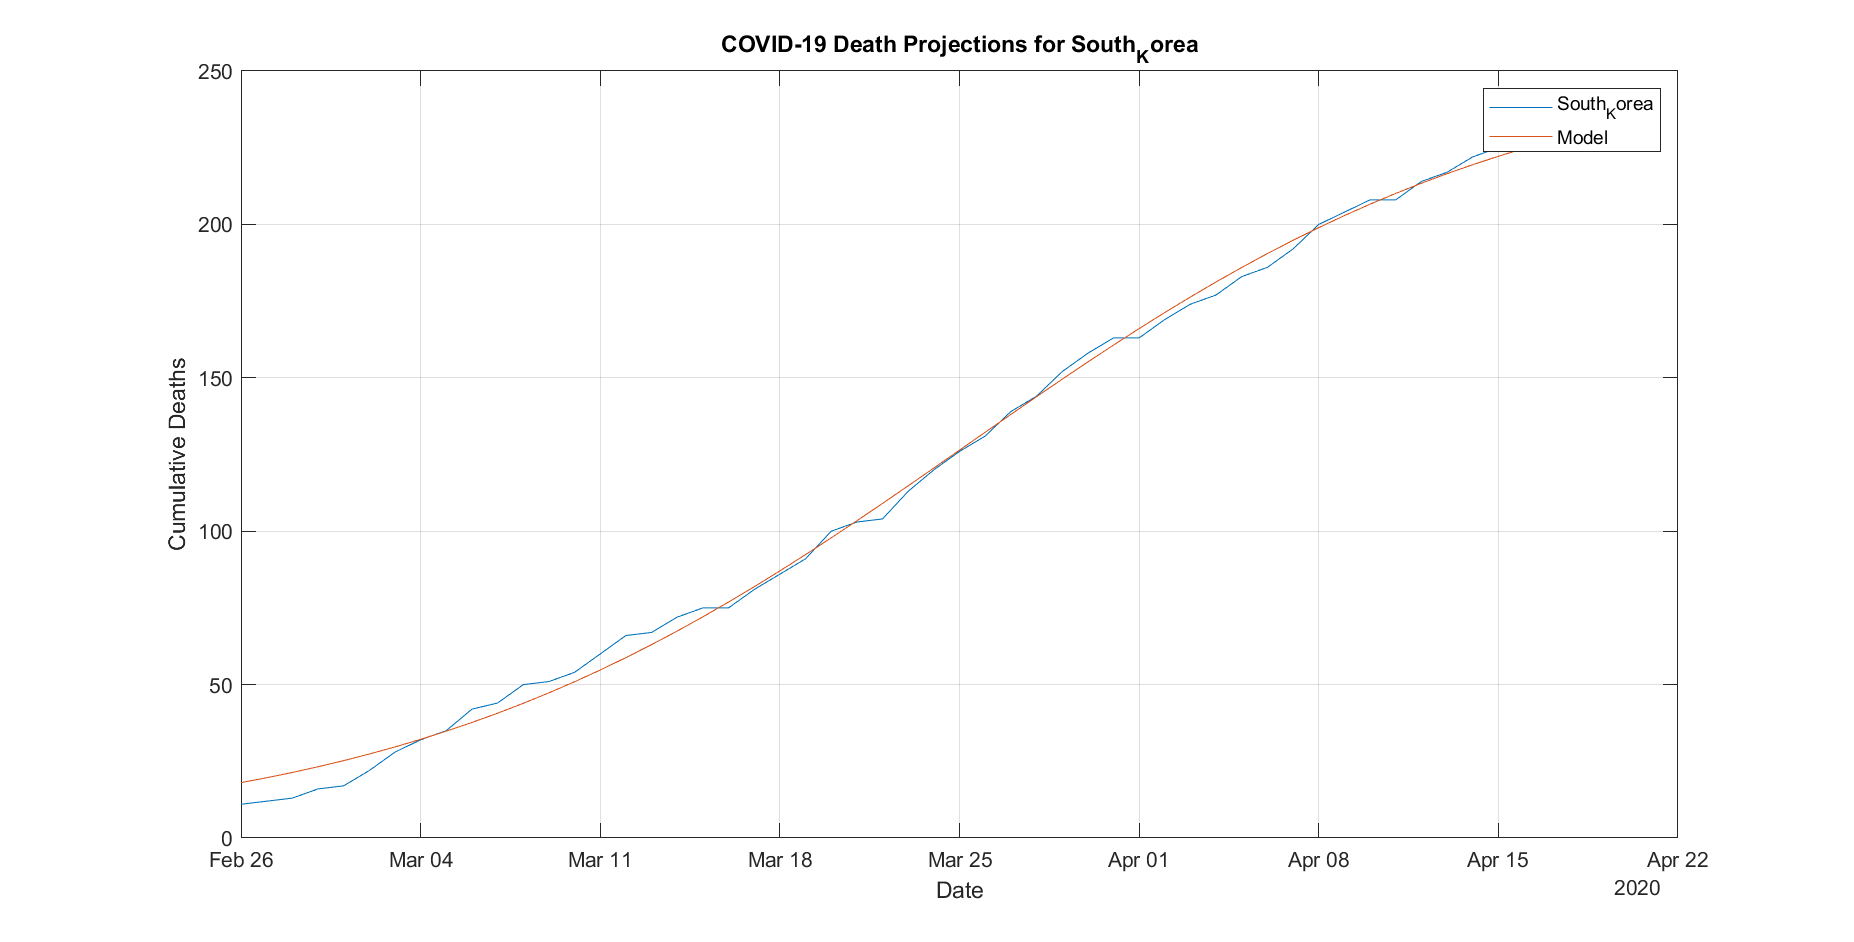 COVID-19 Death Projections for South_Korea
250
200
150
100
50
0
Cumulative Deaths
South_Korea
Model
Feb 26 Mar 04 Mar 11 Mar 18 Mar 25 Apr 01 Apr 08 Apr 15 Apr 22
2020
Date